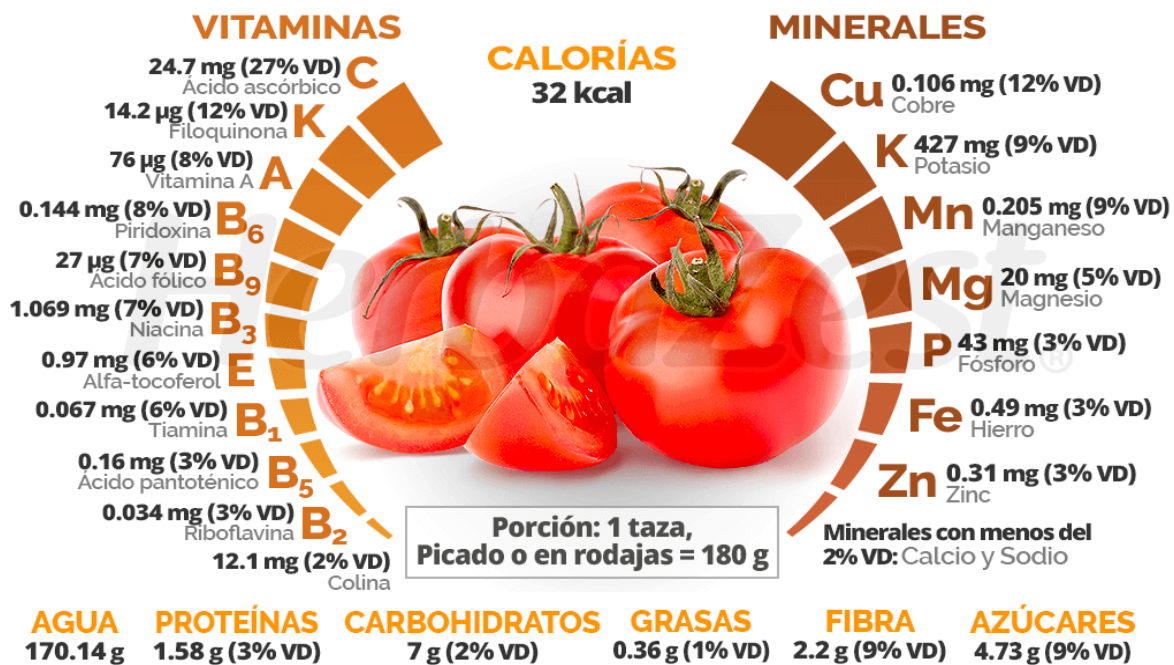 VITAMINAS
24.7 mg (27% VD) C
Ácido ascórbico
14.2 µg (12% VD) K
Filoquinona
76 µg (8% VD) A
Vitamina A
0.144 mg (8% VD) B6
Piridoxina
27 µg (7% VD) B9
Ácido fólico
1.069 mg (7% VD) B3
Niacina
0.97 mg (6% VD) E
Alfa-tocoferol
0.067 mg (6% VD) B1
Tiamina
0.16 mg (3% VD) B5
Ácido pantoténico
0.034 mg (3% VD) B2
Riboflavina
12.1 mg (2% VD)
Colina
CALORÍAS
32 kcal
HerbaZest®
Porción: 1 taza,
Picado o en rodajas = 180 g
MINERALES
Cu 0.106 mg (12% VD)
Cobre
K 427 mg (9% VD)
Potasio
Mn 0.205 mg (9% VD)
Manganeso
Mg 20 mg (5% VD)
Magnesio
P 43 mg (3% VD)
Fósforo
Fe 0.49 mg (3% VD)
Hierro
Zn 0.31 mg (3% VD)
Zinc
Minerales con menos del
2% VD: Calcio y Sodio
AGUA
170.14 g
PROTEÍNAS
1.58 g (3% VD)
CARBOHIDRATOS
7 g (2% VD)
GRASAS
0.36 g (1% VD)
FIBRA
2.2 g (9% VD)
AZÚCARES
4.73 g (9% VD)